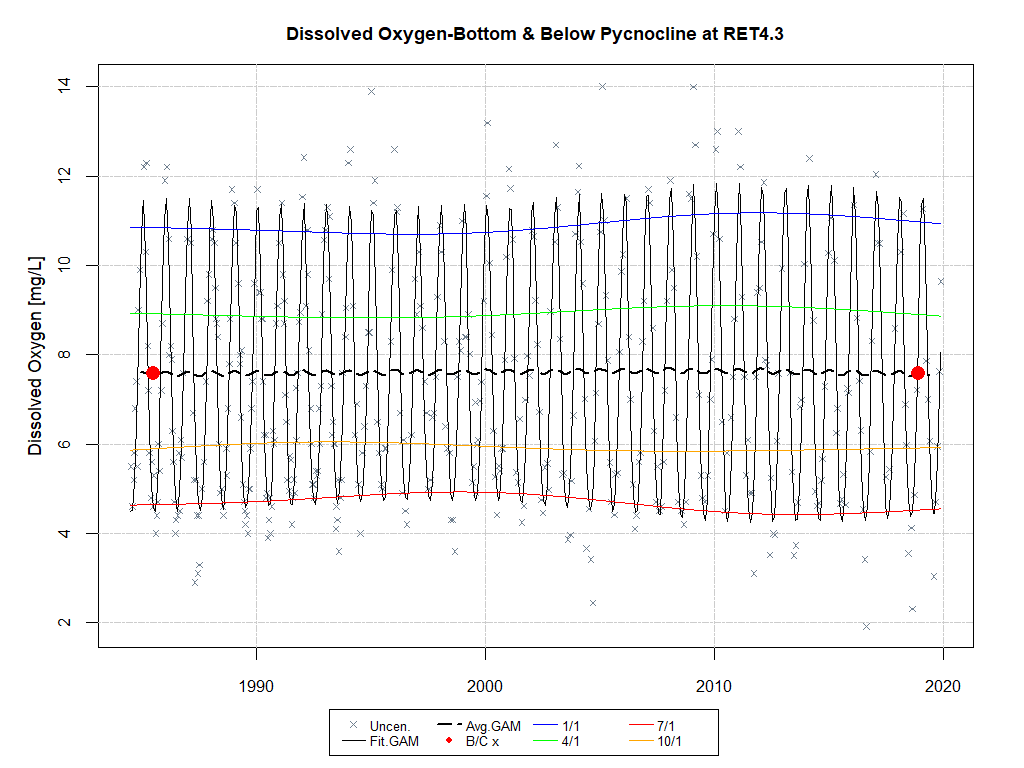 Dissolved Oxygen-Bottom & Below Pycnocline at RET4.3
Dissolved Oxygen [mg/L]
14
12
10
8
6
4
2
1990 2000 2010 2020
Uncen. Avg.GAM 1/1 7/1
Fit.GAM B/C x 4/1 10/1